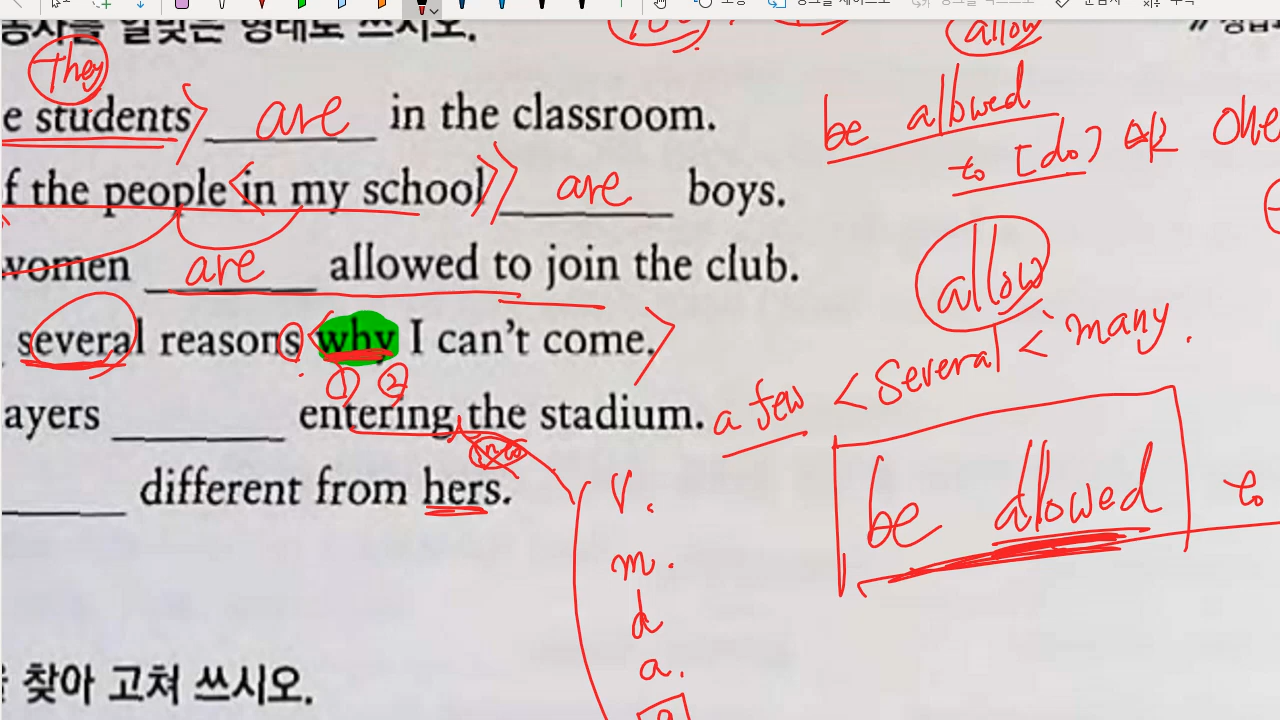 동사를 알맞은 형태로 쓰시오.
they
allow
e students are in the classroom.
be allowed
to [do]
f the people in my school are boys.
women are allowed to join the club.
allow
several reasons why I can't come.
a few < Several < many.
① ②
ayers ________ entering the stadium.
be allowed to
________ different from hers.
v.
m.
d
a.
찾아 고쳐 쓰시오.